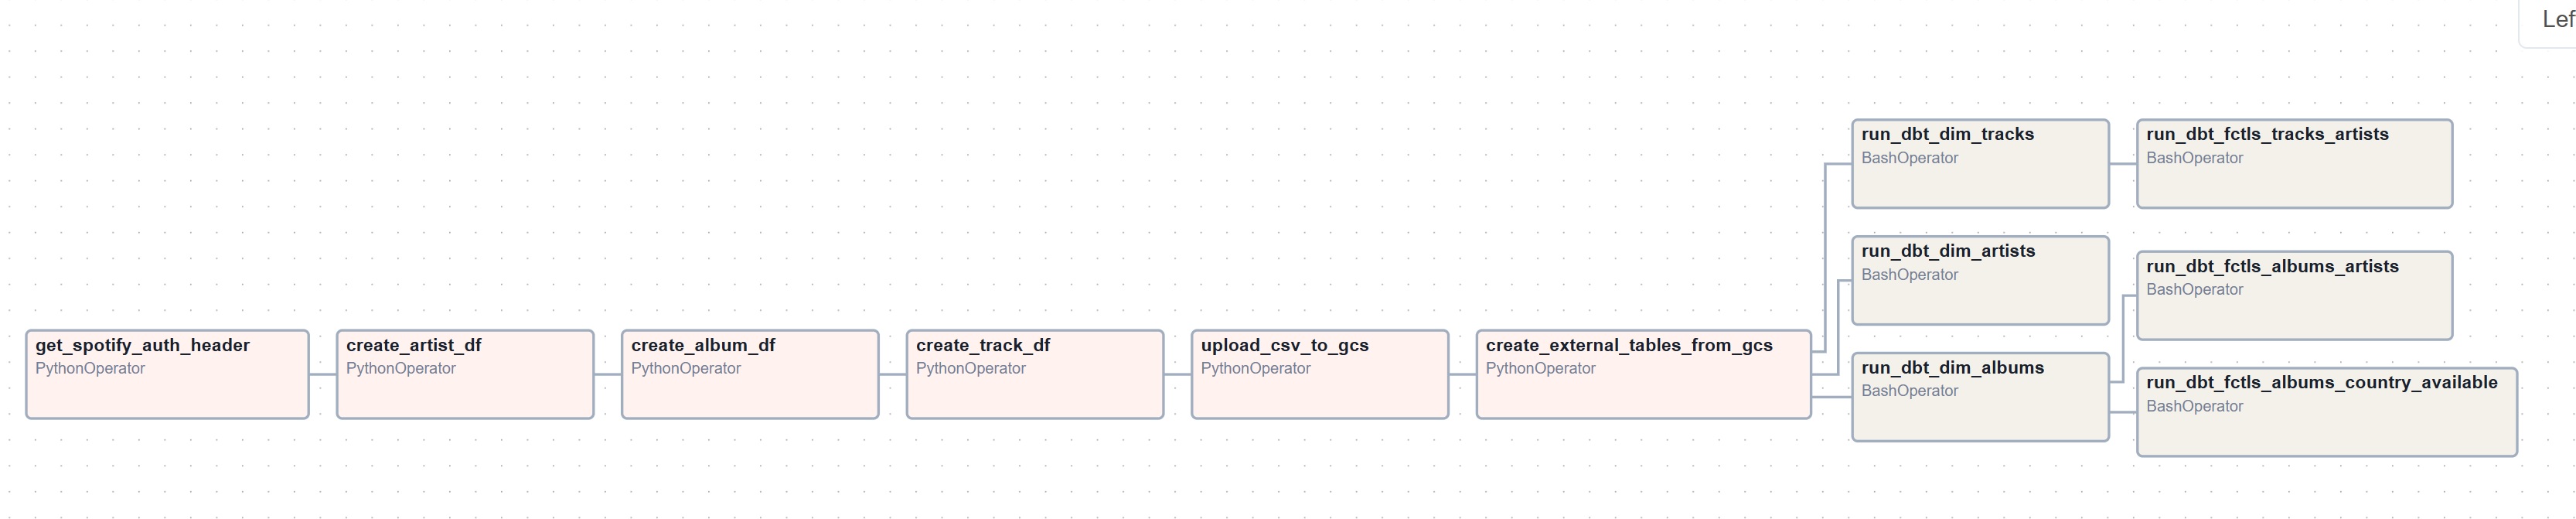 Lef
run_dbt_dim_tracks
BashOperator
run_dbt_fctls_tracks_artists
BashOperator
run_dbt_dim_artists
BashOperator
run_dbt_fctls_albums_artists
BashOperator
get_spotify_auth_header
PythonOperator
create_artist_df
PythonOperator
create_album_df
PythonOperator
create_track_df
PythonOperator
upload_csv_to_gcs
PythonOperator
create_external_tables_from_gcs
PythonOperator
run_dbt_dim_albums
BashOperator
run_dbt_fctls_albums_country_available
BashOperator